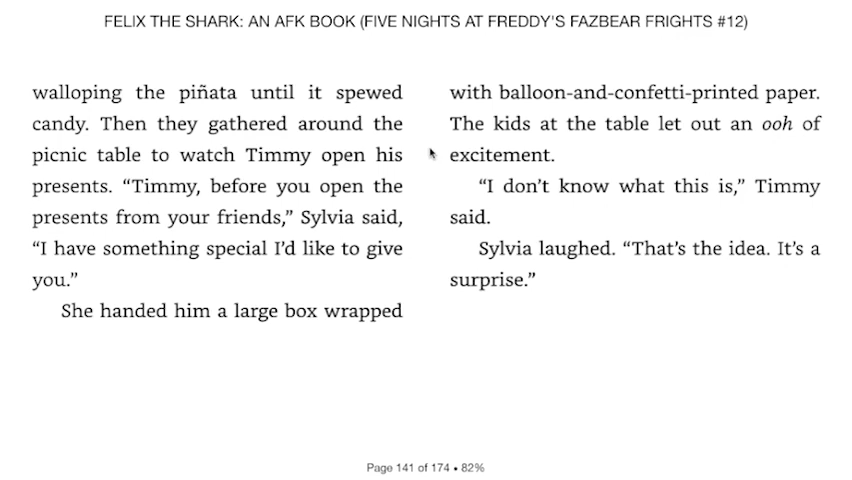 FELIX THE SHARK: AN AFK BOOK (FIVE NIGHTS AT FREDDY'S FAZBEAR FRIGHTS #12)
walloping the piñata until it spewed
candy. Then they gathered around the
picnic table to watch Timmy open his
presents. “Timmy, before you open the
presents from your friends,” Sylvia said,
“I have something special I’d like to give
you.”
She handed him a large box wrapped
with balloon-and-confetti-printed paper.
The kids at the table let out an ooh of
excitement.
“I don’t know what this is,” Timmy
said.
Sylvia laughed. “That’s the idea. It’s a
surprise.”
Page 141 of 174 • 82%